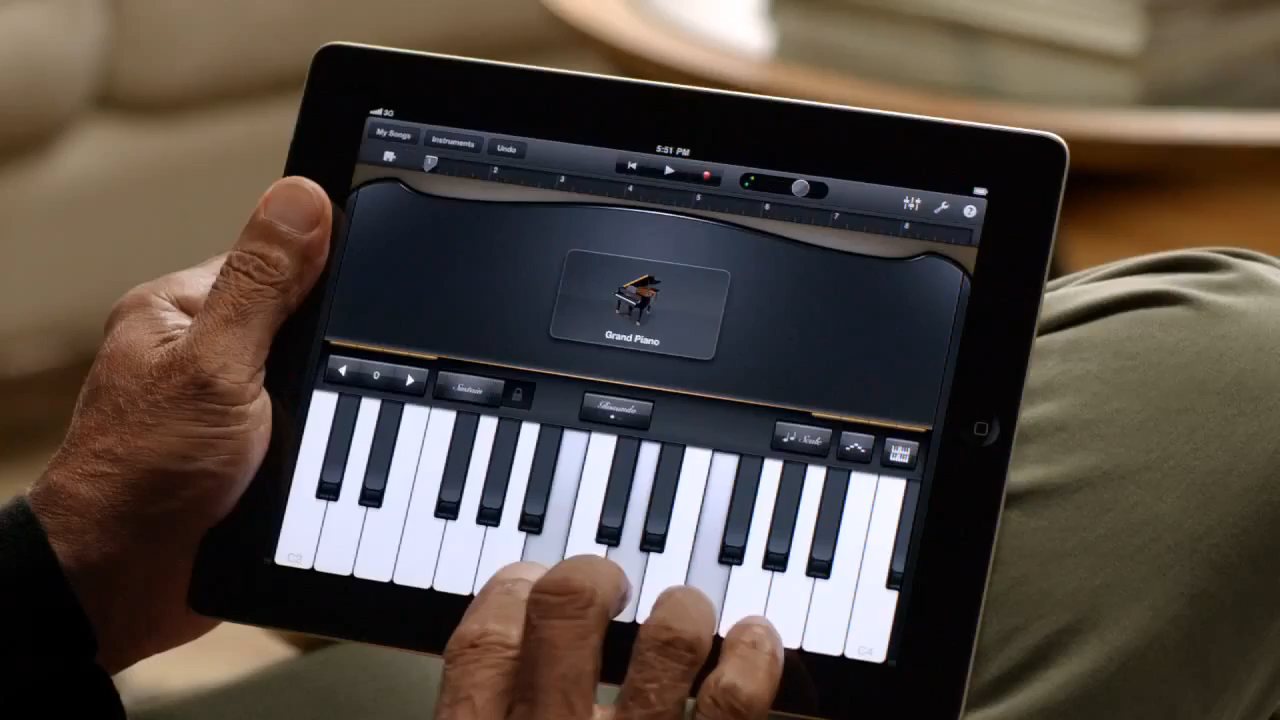 3G
5:51 PM
My Songs
Instruments
Undo
1 2 3 4 5 6 7 8
?
Grand Piano
0
Sustain
Scale
C2
C4